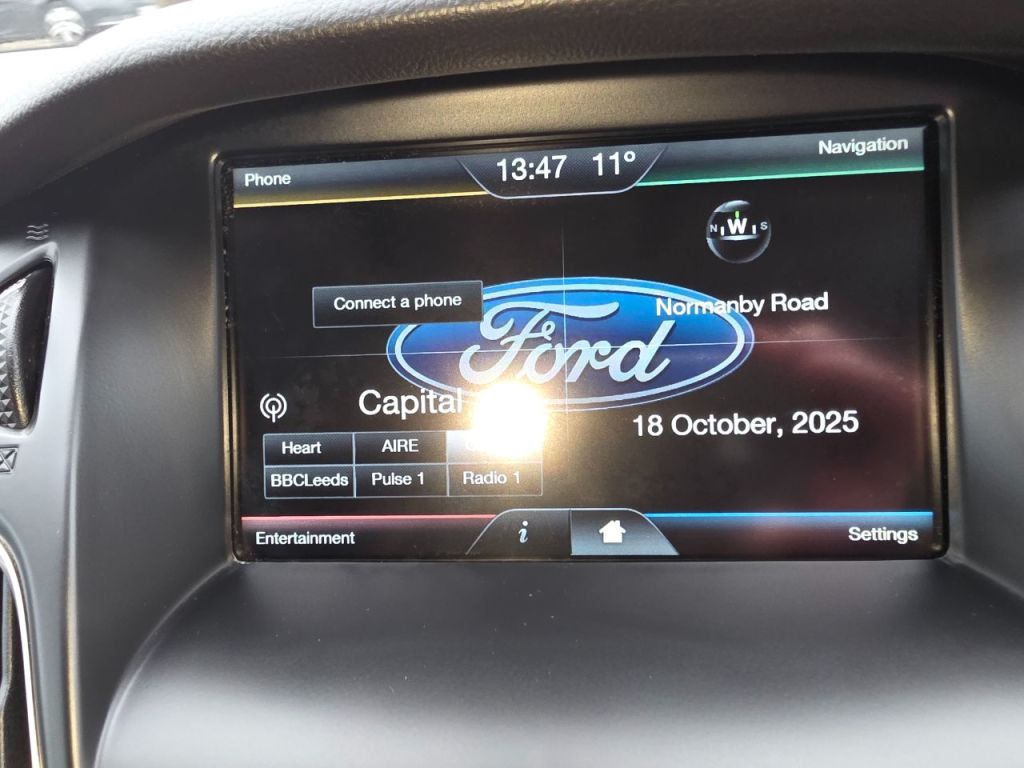 Phone
13:47 11°
Navigation
N W S
Connect a phone
Ford
Normanby Road
Capital
18 October, 2025
Heart AIRE
BBCLeeds Pulse 1 Radio 1
Entertainment
i
Settings